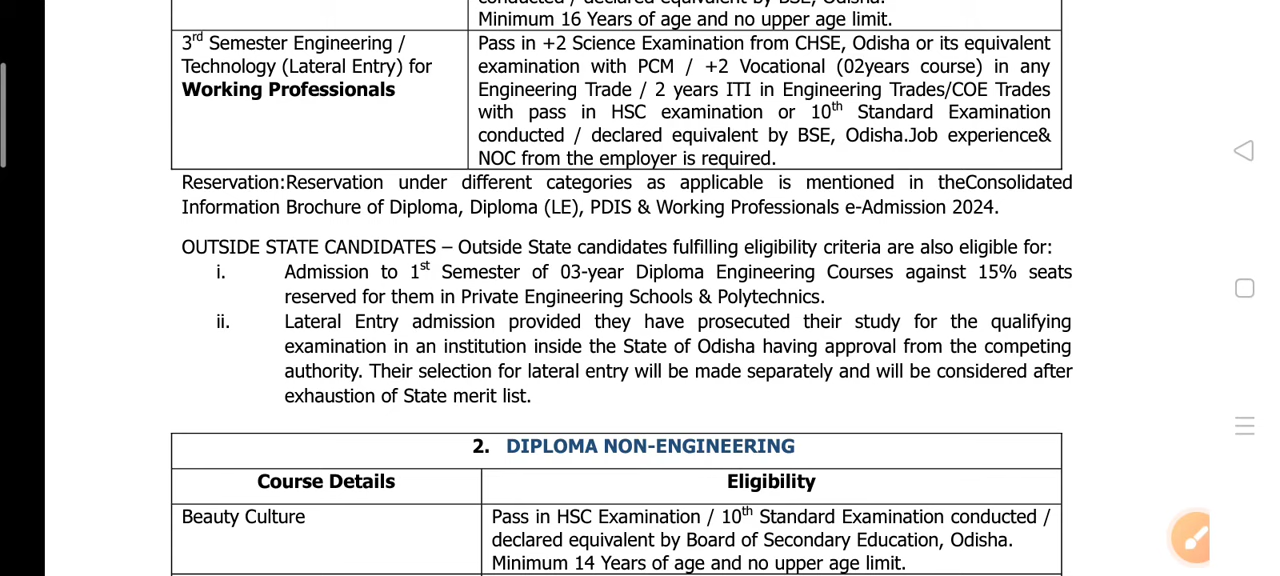 conducted / declared equivalent by BSE, Odisha.
Minimum 16 Years of age and no upper age limit.
3rd Semester Engineering /
Technology (Lateral Entry) for
Working Professionals
Pass in +2 Science Examination from CHSE, Odisha or its equivalent
examination with PCM / +2 Vocational (02years course) in any
Engineering Trade / 2 years ITI in Engineering Trades/COE Trades
with pass in HSC examination or 10th Standard Examination
conducted / declared equivalent by BSE, Odisha.Job experience&
NOC from the employer is required.
Reservation:Reservation under different categories as applicable is mentioned in theConsolidated
Information Brochure of Diploma, Diploma (LE), PDIS & Working Professionals e-Admission 2024.
OUTSIDE STATE CANDIDATES – Outside State candidates fulfilling eligibility criteria are also eligible for:
i. Admission to 1st Semester of 03-year Diploma Engineering Courses against 15% seats
reserved for them in Private Engineering Schools & Polytechnics.
ii. Lateral Entry admission provided they have prosecuted their study for the qualifying
examination in an institution inside the State of Odisha having approval from the competing
authority. Their selection for lateral entry will be made separately and will be considered after
exhaustion of State merit list.
2. DIPLOMA NON-ENGINEERING
Course Details
Eligibility
Beauty Culture
Pass in HSC Examination / 10th Standard Examination conducted /
declared equivalent by Board of Secondary Education, Odisha.
Minimum 14 Years of age and no upper age limit.